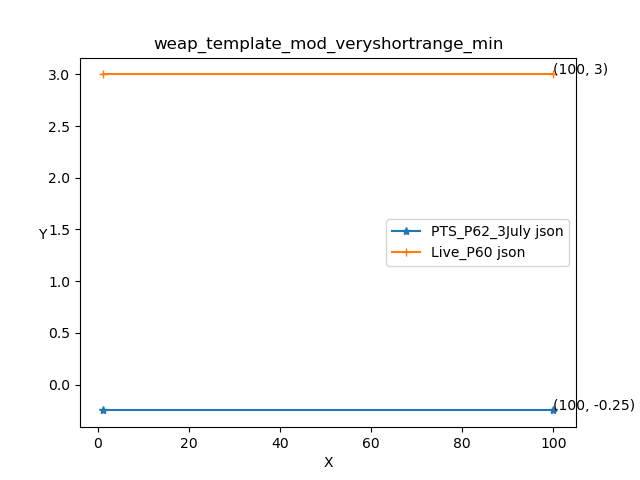 weap_template_mod_veryshortrange_min
3.0
(100, 3)
2.5
2.0
1.5
Y
PTS_P62_3July json
Live_P60 json
1.0
0.5
0.0
(100, -0.25)
0 20 40 60 80 100
X